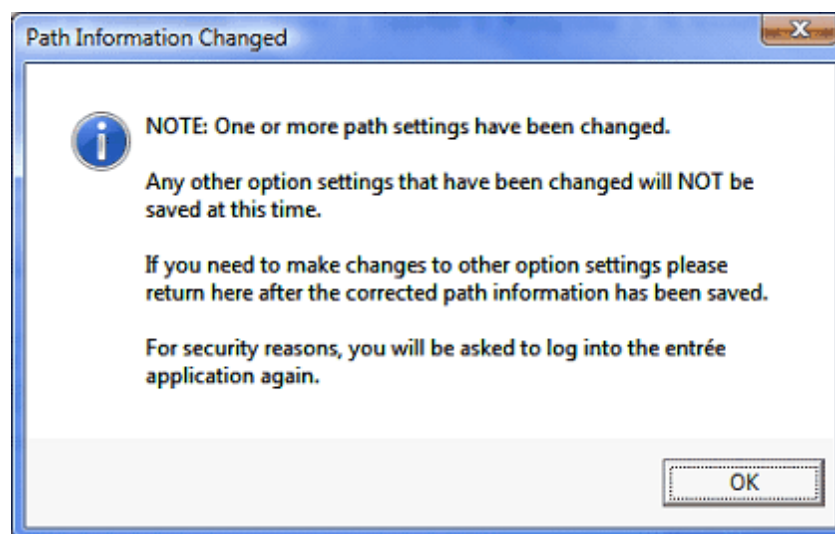 Path Information Changed
NOTE: One or more path settings have been changed.
Any other option settings that have been changed will NOT be
saved at this time.
If you need to make changes to other option settings please
return here after the corrected path information has been saved.
For security reasons, you will be asked to log into the entrée
application again.
OK